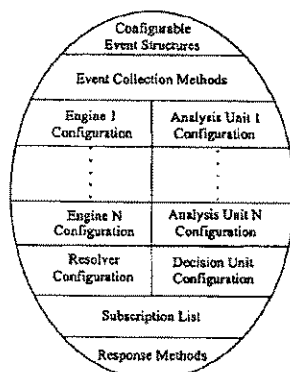 Configurable
Event Structures
Event Collection Methods
Engine 1
Configuration
Analysis Unit 1
Configuration
Engine N
Configuration
Analysis Unit N
Configuration
Resolver
Configuration
Decision Unit
Configuration
Subscription List
Response Methods